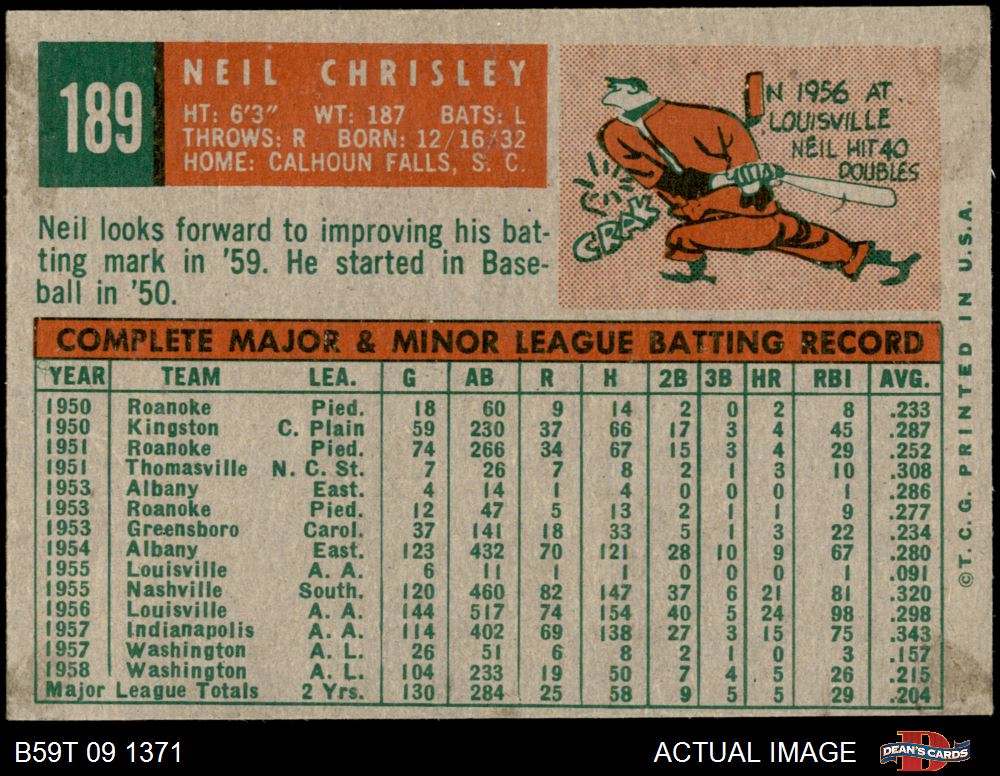 189
NEIL CHRISLEY
HT: 6'3" WT: 187 BATS: L
THROWS: R BORN: 12/16/32
HOME: CALHOUN FALLS, S. C.
IN 1956 AT
LOUISVILLE
NEIL HIT 40
DOUBLES
CRAK
Neil looks forward to improving his bat-
ting mark in '59. He started in Base-
ball in '50.
COMPLETE MAJOR & MINOR LEAGUE BATTING RECORD
YEAR TEAM LEA. G AB R H 2B 3B HR RBI AVG.
1950 Roanoke Pied. 18 60 9 14 2 0 2 8 .233
1950 Kingston C. Plain 59 230 37 66 17 3 4 45 .287
1951 Roanoke Pied. 74 266 34 67 15 3 4 29 .252
1951 Thomasville N. C. St. 7 26 7 8 2 1 3 10 .308
1953 Albany East. 4 14 1 4 0 0 0 1 .286
1953 Roanoke Pied. 12 47 5 13 2 1 1 9 .277
1953 Greensboro Carol. 37 141 18 33 5 1 3 22 .234
1954 Albany East. 123 432 70 121 28 10 9 67 .280
1955 Louisville A. A. 6 11 1 1 0 0 0 1 .091
1955 Nashville South. 120 460 82 147 37 6 21 81 .320
1956 Louisville A. A. 144 517 74 154 40 5 24 98 .298
1957 Indianapolis A. A. 114 402 69 138 27 3 15 75 .343
1957 Washington A. L. 26 51 6 8 2 1 0 3 .157
1958 Washington A. L. 104 233 19 50 7 4 5 26 .215
Major League Totals 2 Yrs. 130 284 25 58 9 5 5 29 .204
©T. C. G. PRINTED IN U.S.A.
B59T 09 1371
ACTUAL IMAGE
D
DEAN'S CARDS